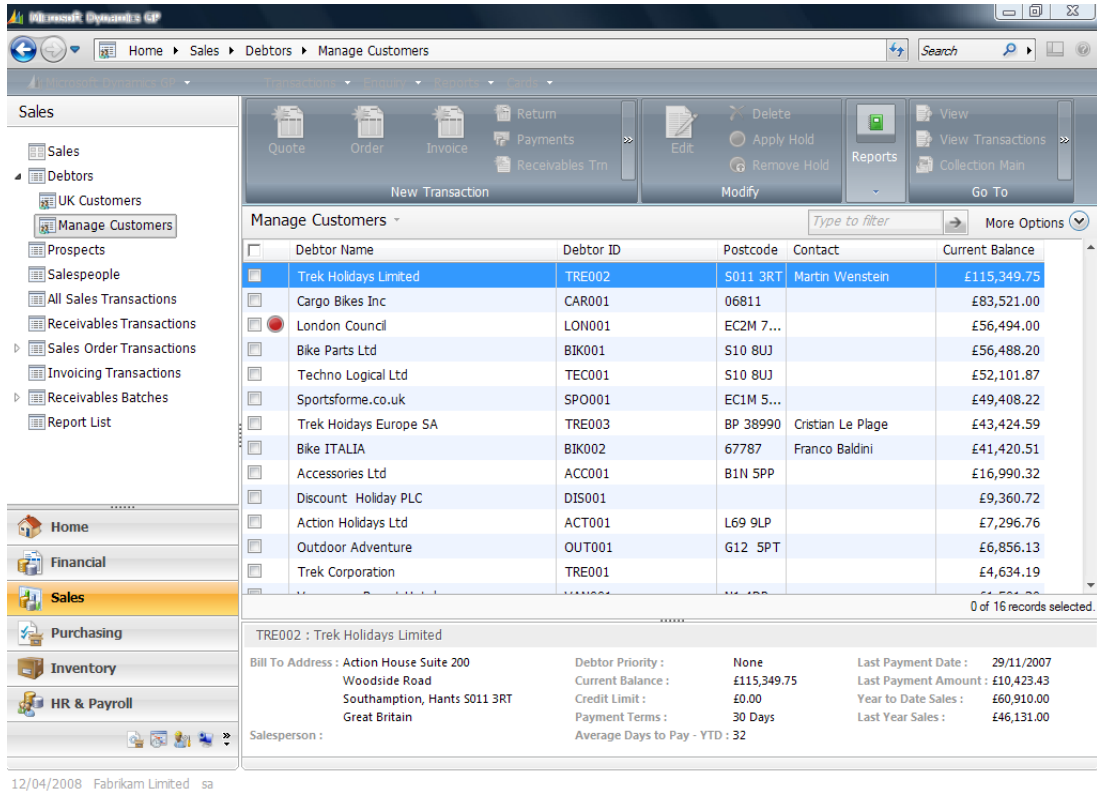 Microsoft Dynamics GP
Home Sales Debtors Manage Customers
Search
Microsoft Dynamics GP Transactions Enquiry Reports Cards
Sales
Sales
Debtors
UK Customers
Manage Customers
Prospects
Salespeople
All Sales Transactions
Receivables Transactions
Sales Order Transactions
Invoicing Transactions
Receivables Batches
Report List
Home
Financial
Sales
Purchasing
Inventory
HR & Payroll
Quote Order Invoice
Return
Payments
Receivables Trn
New Transaction
Edit
Delete
Apply Hold
Remove Hold
Modify
Reports
View
View Transactions
Collection Main
Go To
Manage Customers Type to filter More Options
Debtor Name Debtor ID Postcode Contact Current Balance
Trek Holidays Limited TRE002 S011 3RT Martin Wenstein £115,349.75
Cargo Bikes Inc CAR001 06811 £83,521.00
London Council LON001 EC2M 7... £56,494.00
Bike Parts Ltd BIK001 S10 8UJ £56,488.20
Techno Logical Ltd TEC001 S10 8UJ £52,101.87
Sportsforme.co.uk SPO001 EC1M 5... £49,408.22
Trek Hoidays Europe SA TRE003 BP 38990 Cristian Le Plage £43,424.59
Bike ITALIA BIK002 67787 Franco Baldini £41,420.51
Accessories Ltd ACC001 B1N 5PP £16,990.32
Discount Holiday PLC DIS001 £9,360.72
Action Holidays Ltd ACT001 L69 9LP £7,296.76
Outdoor Adventure OUT001 G12 5PT £6,856.13
Trek Corporation TRE001 £4,634.19
0 of 16 records selected.
TRE002 : Trek Holidays Limited
Bill To Address : Action House Suite 200 Debtor Priority : None Last Payment Date : 29/11/2007
Woodside Road Current Balance : £115,349.75 Last Payment Amount : £10,423.43
Southamption, Hants S011 3RT Credit Limit : £0.00 Year to Date Sales : £60,910.00
Great Britain Payment Terms : 30 Days Last Year Sales : £46,131.00
Salesperson : Average Days to Pay - YTD : 32
12/04/2008 Fabrikam Limited sa